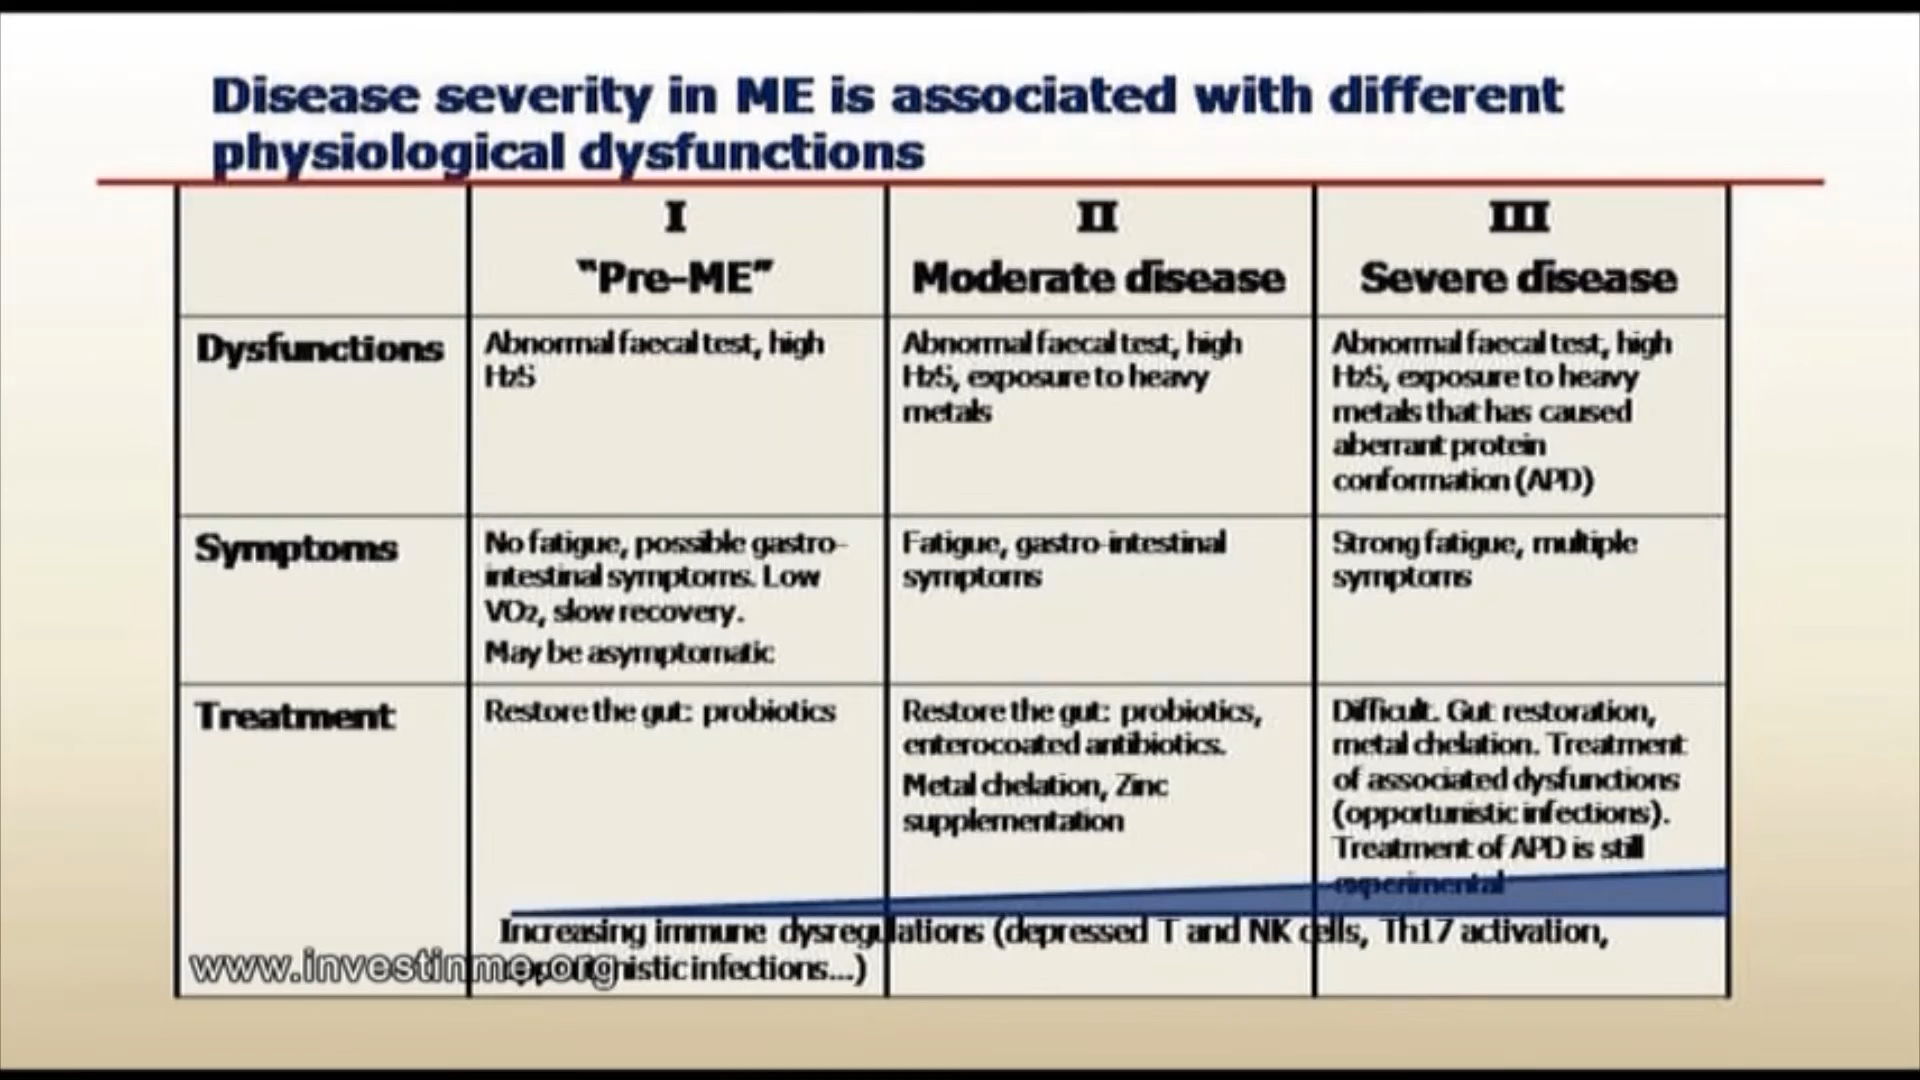 Disease severity in ME is associated with different
physiological dysfunctions
I
"Pre-ME"
II
Moderate disease
III
Severe disease
Dysfunctions
Abnormal faecal test, high
H2S
Abnormal faecal test, high
H2S, exposure to heavy
metals
Abnormal faecal test, high
H2S, exposure to heavy
metals that has caused
aberrant protein
conformation (APD)
Symptoms
No fatigue, possible gastro-
intestinal symptoms. Low
VO2, slow recovery.
May be asymptomatic
Fatigue, gastro-intestinal
symptoms
Strong fatigue, multiple
symptoms
Treatment
Restore the gut: probiotics
Restore the gut: probiotics,
enterocoated antibiotics.
Metal chelation, Zinc
supplementation
Difficult. Gut restoration,
metal chelation. Treatment
of associated dysfunctions
(opportunistic infections).
Treatment of APD is still
experimental
Increasing immune dysregulations (depressed T and NK cells, Th17 activation,
opportunistic infections...)
www.investinme.org